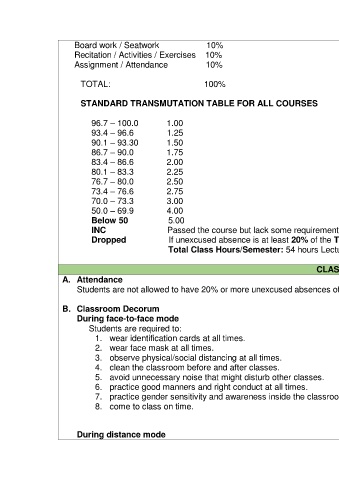 Board work / Seatwork 10%
Recitation / Activities / Exercises 10%
Assignment / Attendance 10%
TOTAL: 100%
STANDARD TRANSMUTATION TABLE FOR ALL COURSES
96.7 – 100.0 1.00
93.4 – 96.6 1.25
90.1 – 93.30 1.50
86.7 – 90.0 1.75
83.4 – 86.6 2.00
80.1 – 83.3 2.25
76.7 – 80.0 2.50
73.4 – 76.6 2.75
70.0 – 73.3 3.00
50.0 – 69.9 4.00
Below 50 5.00
INC Passed the course but lack some requirement
Dropped If unexcused absence is at least 20% of the T
Total Class Hours/Semester: 54 hours Lectu
CLAS
A. Attendance
Students are not allowed to have 20% or more unexcused absences of
B. Classroom Decorum
During face-to-face mode
Students are required to:
1. wear identification cards at all times.
2. wear face mask at all times.
3. observe physical/social distancing at all times.
4. clean the classroom before and after classes.
5. avoid unnecessary noise that might disturb other classes.
6. practice good manners and right conduct at all times.
7. practice gender sensitivity and awareness inside the classroo
8. come to class on time.
During distance mode